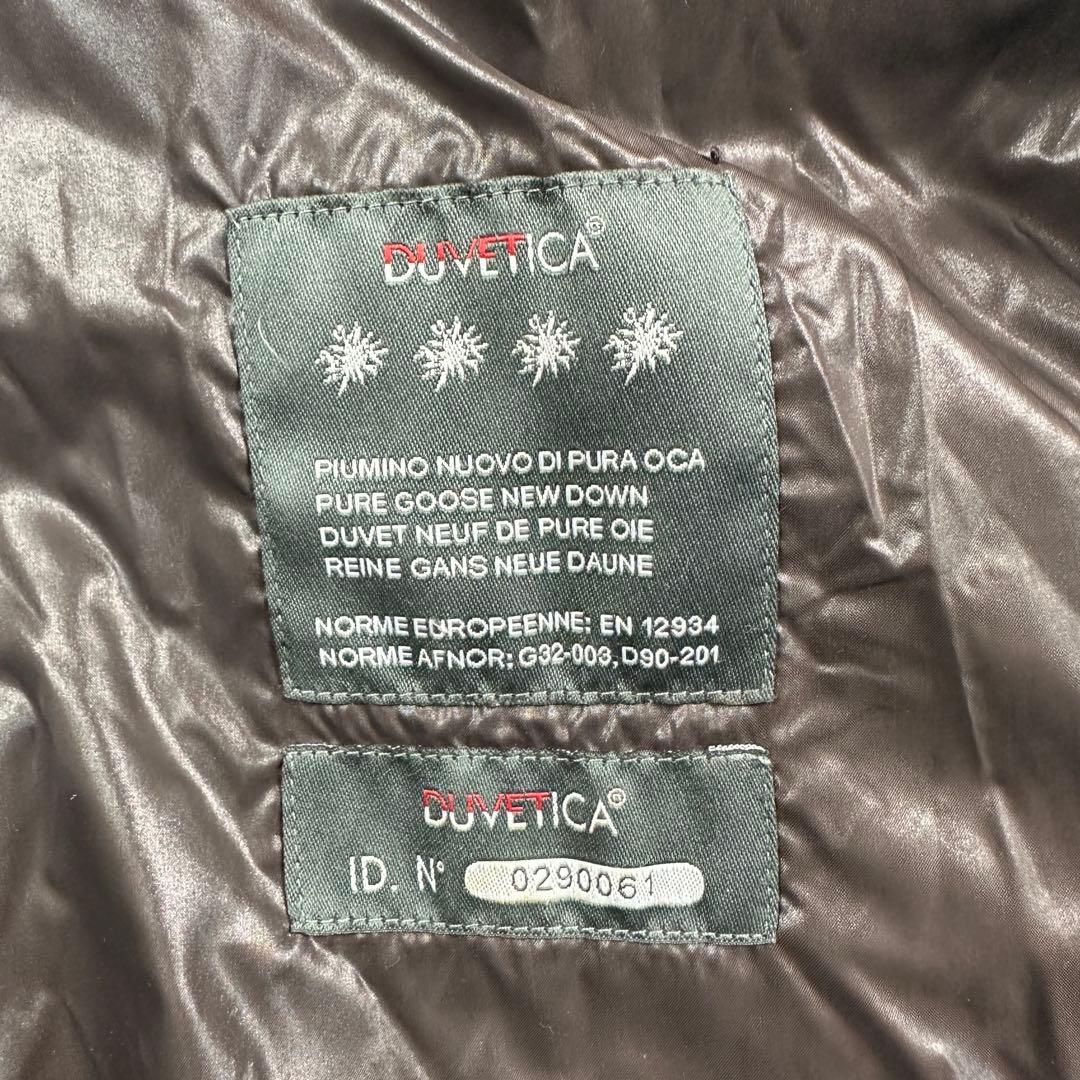 DUVETICA®
PIUMINO NUOVO DI PURA OCA
PURE GOOSE NEW DOWN
DUVET NEUF DE PURE OIE
REINE GANS NEUE DAUNE
NORME EUROPEENNE: EN 12934
NORME AFNOR: G32-003, D90-201
DUVETICA®
ID. N° 0290061